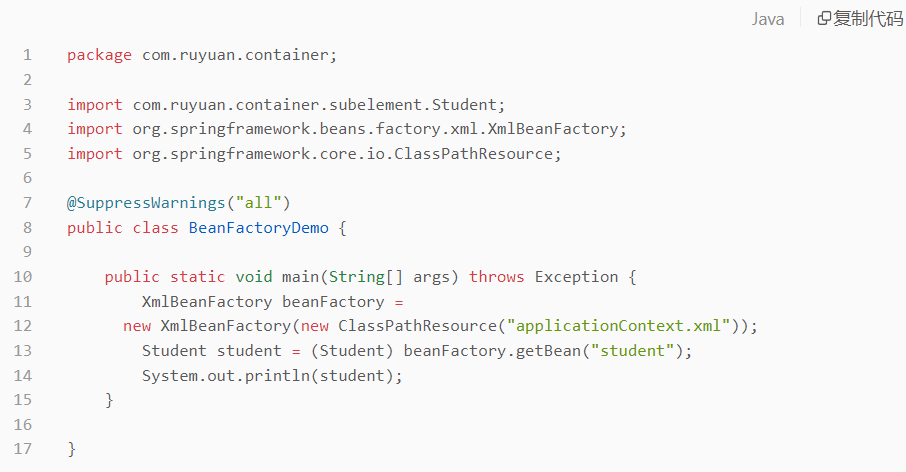 Java 复制代码
1 package com.ruyuan.container;
2
3 import com.ruyuan.container.subelement.Student;
4 import org.springframework.beans.factory.xml.XmlBeanFactory;
5 import org.springframework.core.io.ClassPathResource;
6
7 @SuppressWarnings("all")
8 public class BeanFactoryDemo {
9
10     public static void main(String[] args) throws Exception {
11         XmlBeanFactory beanFactory =
12       new XmlBeanFactory(new ClassPathResource("applicationContext.xml"));
13         Student student = (Student) beanFactory.getBean("student");
14         System.out.println(student);
15     }
16
17 }